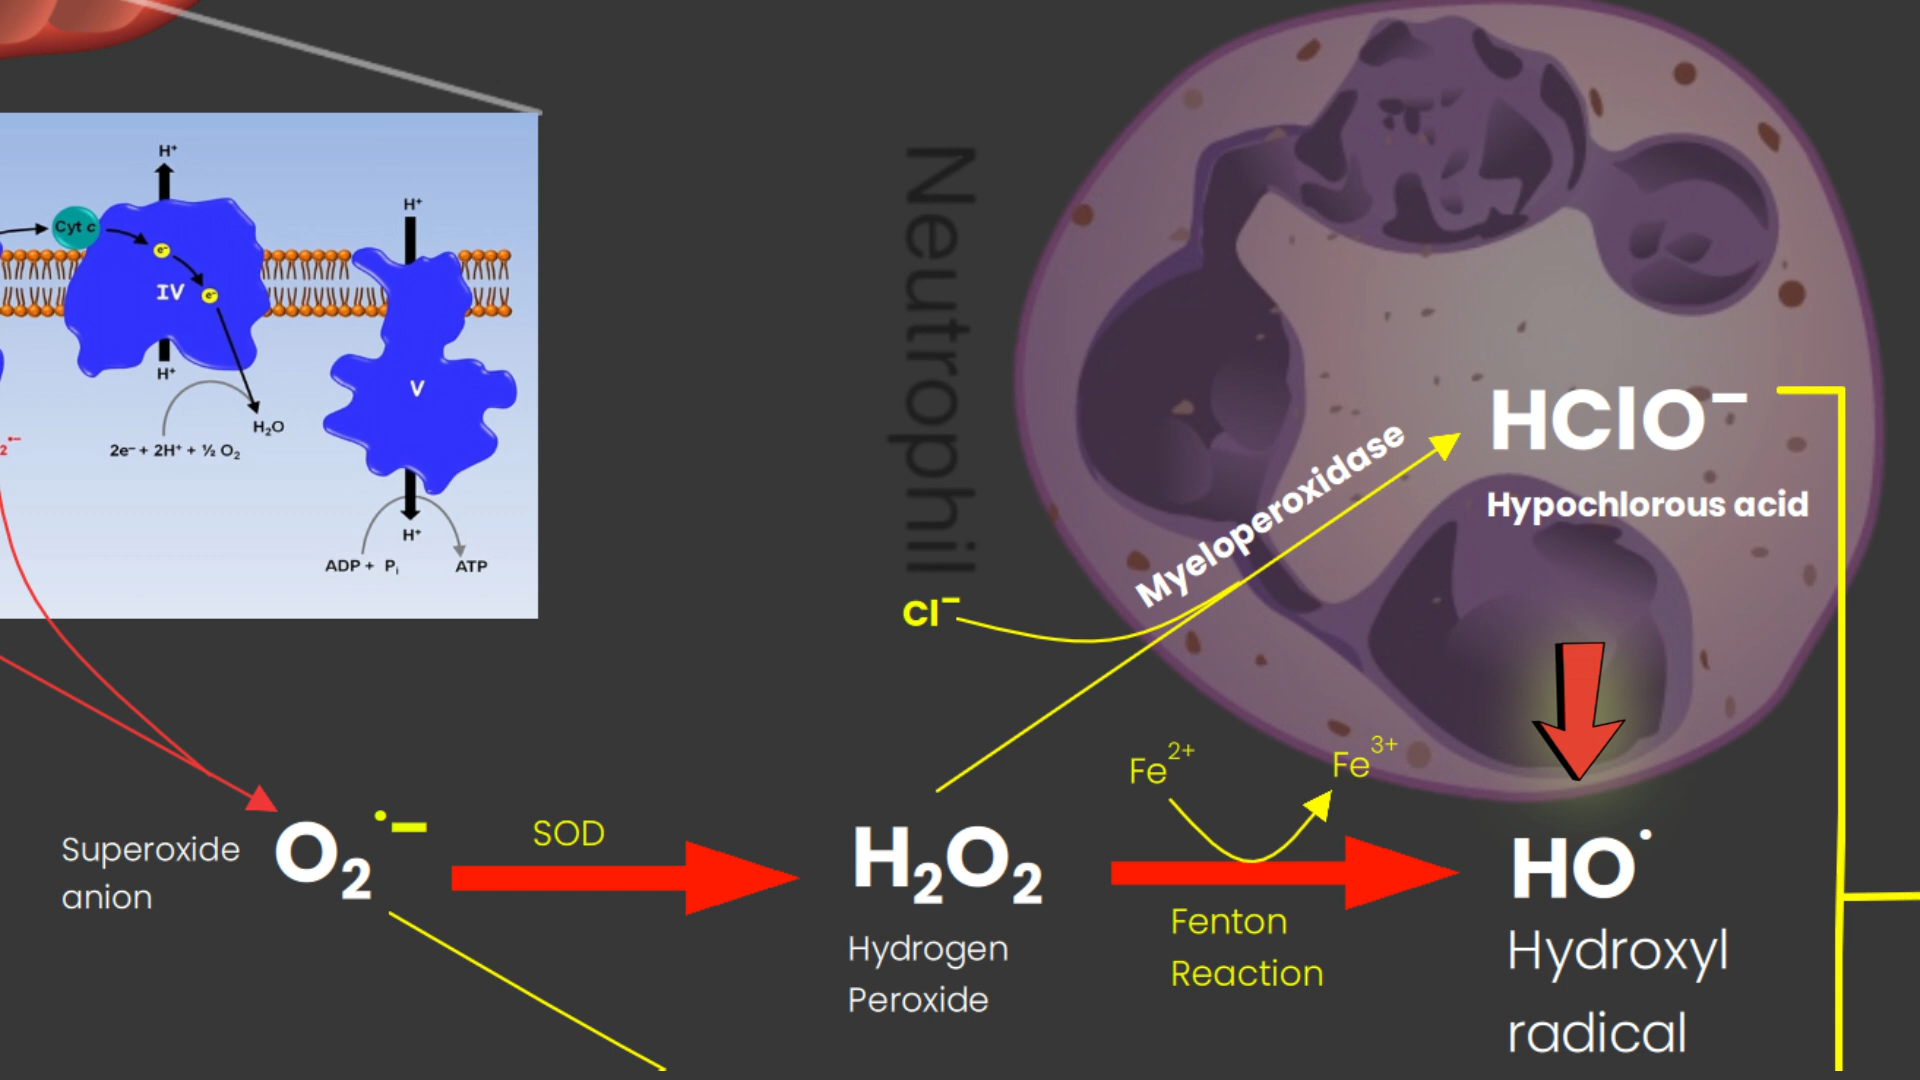 H⁺
H⁺
Cyt c
e⁻
IV
e⁻
H⁺
V
H₂O
2e⁻ + 2H⁺ + ½ O₂
2•−
H⁺
ADP + Pi
ATP
Neutrophil
HClO⁻
Hypochlorous acid
Myeloperoxidase
Cl⁻
Fe²⁺
Fe³⁺
Superoxide
anion
O₂•−
SOD
H₂O₂
Hydrogen
Peroxide
Fenton
Reaction
HO•
Hydroxyl
radical